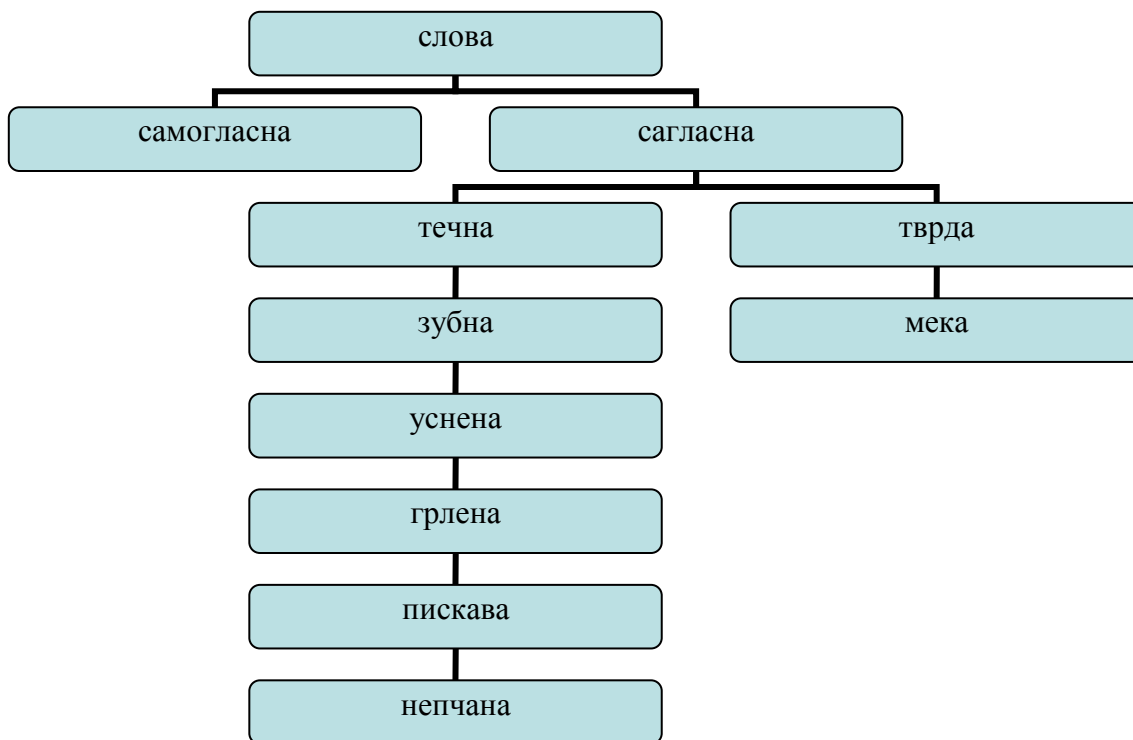 слова
самогласна
сагласна
течна
тврда
зубна
мека
уснена
грлена
пискава
непчана